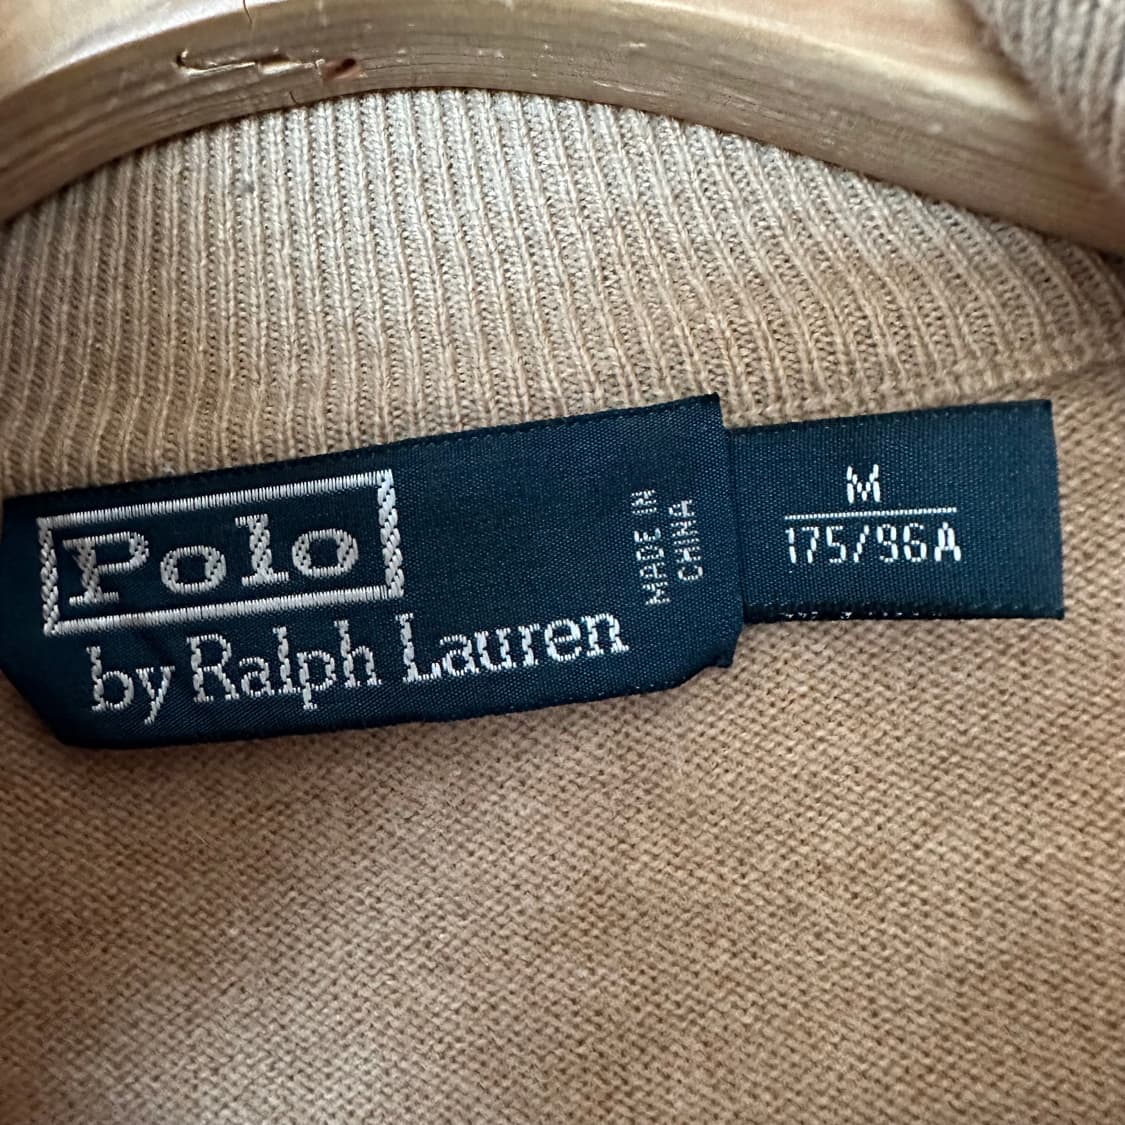 Polo
by Ralph Lauren
MADE IN
CHINA
M
175/96A